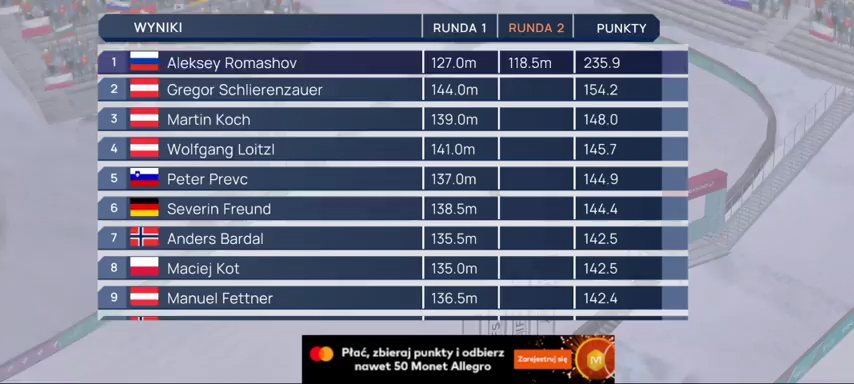 WYNIKI RUNDA 1 RUNDA 2 PUNKTY
1 Aleksey Romashov 127.0m 118.5m 235.9
2 Gregor Schlierenzauer 144.0m 154.2
3 Martin Koch 139.0m 148.0
4 Wolfgang Loitzl 141.0m 145.7
5 Peter Prevc 137.0m 144.9
6 Severin Freund 138.5m 144.4
7 Anders Bardal 135.5m 142.5
8 Maciej Kot 135.0m 142.5
9 Manuel Fettner 136.5m 142.4
Płać, zbieraj punkty i odbierz
nawet 50 Monet Allegro
Zarejestruj się
M